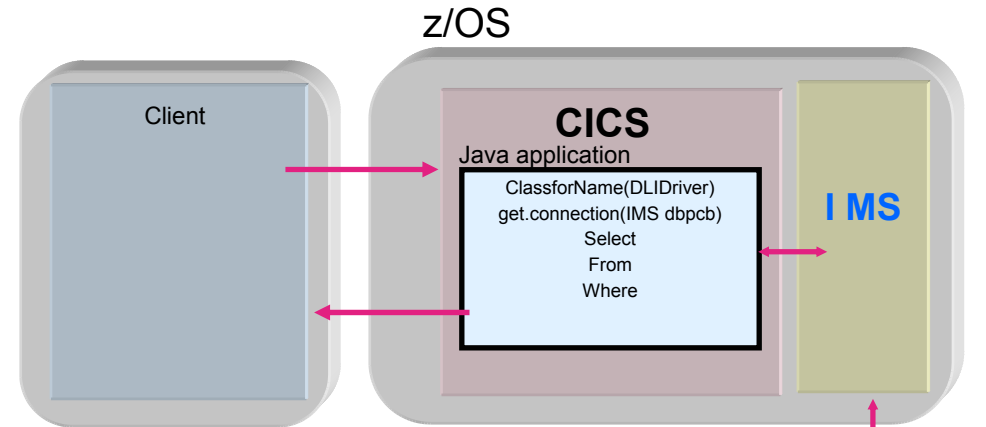 z/OS
Client
CICS
Java application
ClassforName(DLIDriver)
get.connection(IMS dbpcb)
Select
From
Where
I MS